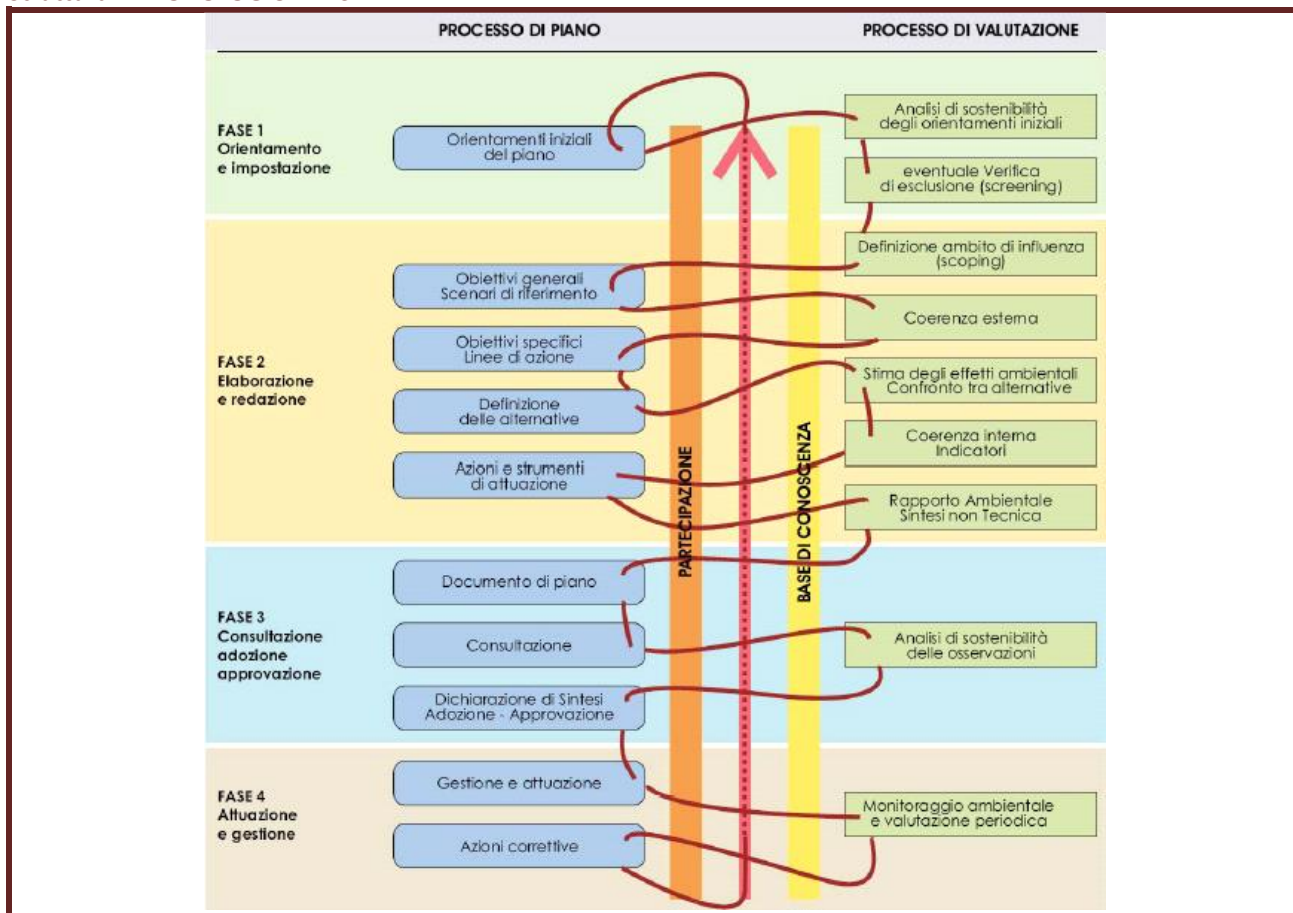 PROCESSO DI PIANO
PROCESSO DI VALUTAZIONE
FASE 1
Orientamento
e impostazione
Orientamenti iniziali
del piano
Analisi di sostenibilità
degli orientamenti iniziali
eventuale Verifica
di esclusione (screening)
FASE 2
Elaborazione
e redazione
Obiettivi generali
Scenari di riferimento
Obiettivi specifici
Linee di azione
Definizione
delle alternative
Azioni e strumenti
di attuazione
Definizione ambito di influenza
(scoping)
Coerenza esterna
Stima degli effetti ambientali
Confronto tra alternative
Coerenza interna
Indicatori
Rapporto Ambientale
Sintesi non Tecnica
PARTECIPAZIONE
BASE DI CONOSCENZA
FASE 3
Consultazione
adozione
approvazione
Documento di piano
Consultazione
Dichiarazione di Sintesi
Adozione - Approvazione
Analisi di sostenibilità
delle osservazioni
FASE 4
Attuazione
e gestione
Gestione e attuazione
Azioni correttive
Monitoraggio ambientale
e valutazione periodica